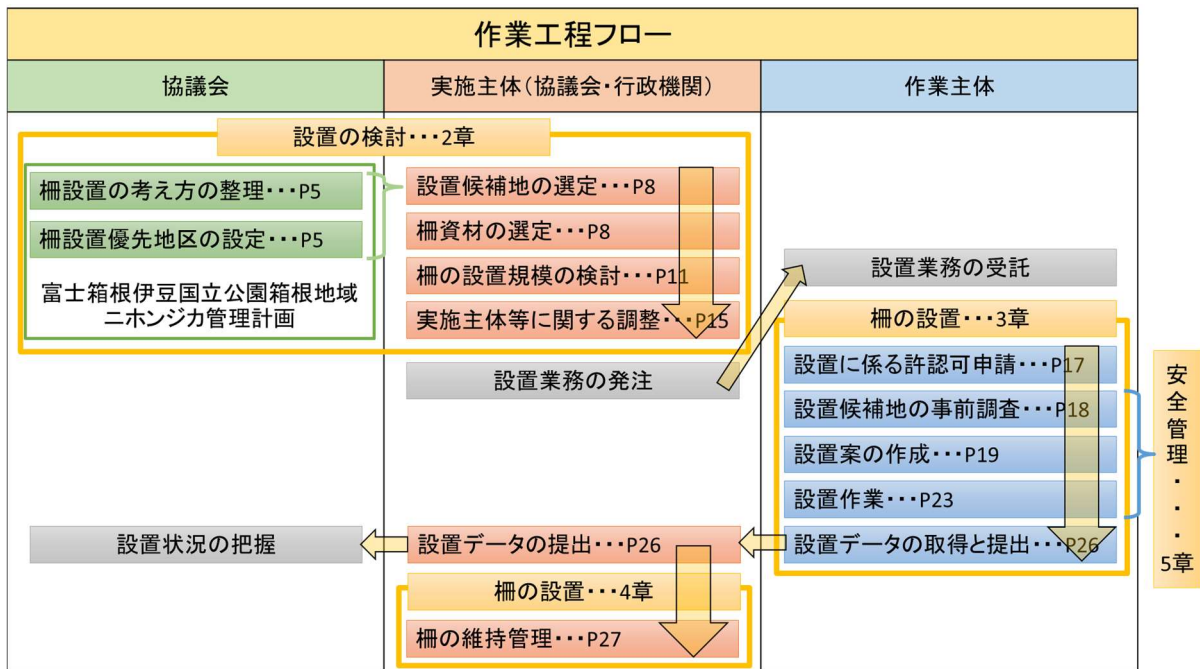 作業工程フロー
協議会
実施主体(協議会・行政機関)
作業主体
設置の検討・・・2章
柵設置の考え方の整理・・・P5
柵設置優先地区の設定・・・P5
富士箱根伊豆国立公園箱根地域
ニホンジカ管理計画
設置候補地の選定・・・P8
柵資材の選定・・・P8
柵の設置規模の検討・・・P11
実施主体等に関する調整・・・P15
設置業務の発注
設置業務の受託
柵の設置・・・3章
設置に係る許認可申請・・・P17
設置候補地の事前調査・・・P18
設置案の作成・・・P19
設置作業・・・P23
設置データの取得と提出・・・P26
安全管理・・・5章
設置データの提出・・・P26
設置状況の把握
柵の設置・・・4章
柵の維持管理・・・P27